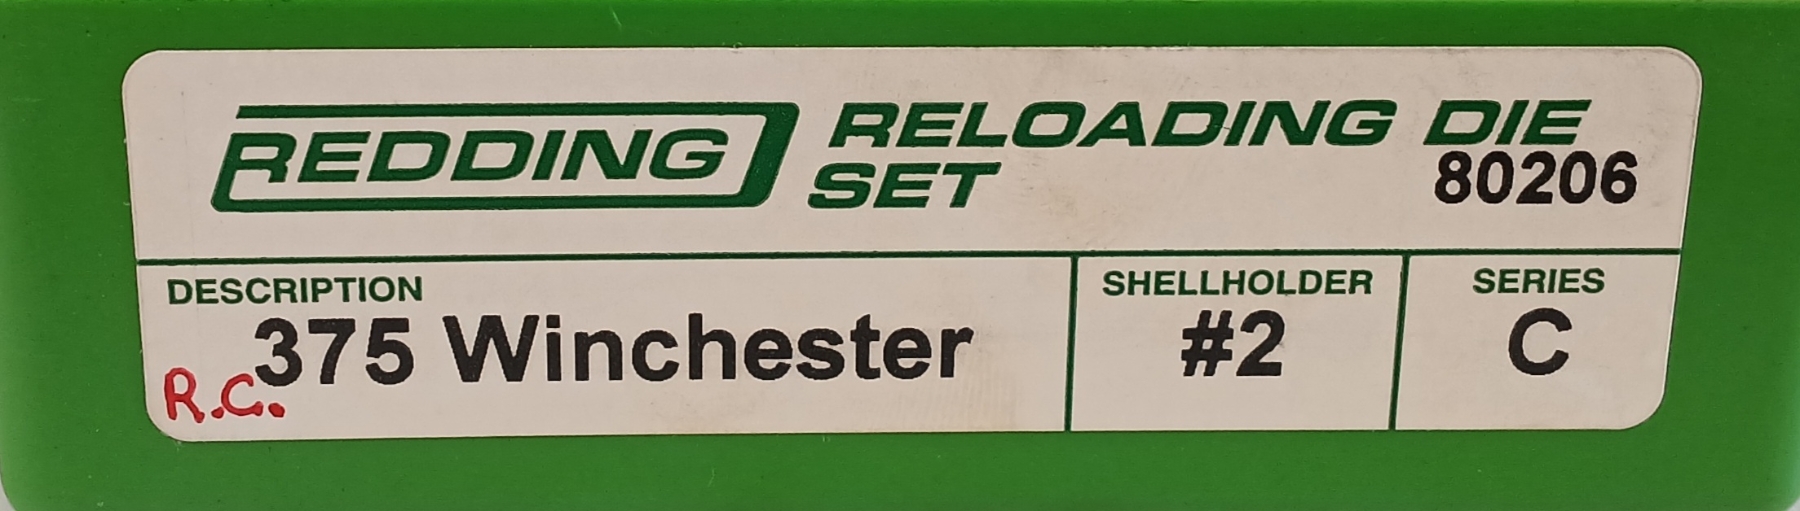 REDDING RELOADING DIE
SET 80206
DESCRIPTION SHELLHOLDER SERIES
375 Winchester #2 C
R.C.